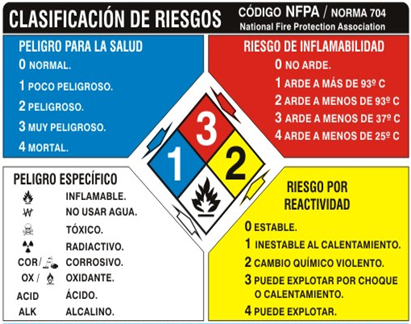 CLASIFICACIÓN DE RIESGOS
CÓDIGO NFPA / NORMA 704
National Fire Protection Association
PELIGRO PARA LA SALUD
0 NORMAL.
1 POCO PELIGROSO.
2 PELIGROSO.
3 MUY PELIGROSO.
4 MORTAL.
RIESGO DE INFLAMABILIDAD
0 NO ARDE.
1 ARDE A MÁS DE 93º C
2 ARDE A MENOS DE 93º C
3 ARDE A MENOS DE 37º C
4 ARDE A MENOS DE 25º C
3
1
2
PELIGRO ESPECÍFICO
INFLAMABLE.
W NO USAR AGUA.
TÓXICO.
RADIACTIVO.
COR/ CORROSIVO.
OX / OXIDANTE.
ACID ÁCIDO.
ALK ALCALINO.
RIESGO POR
REACTIVIDAD
0 ESTABLE.
1 INESTABLE AL CALENTAMIENTO.
2 CAMBIO QUÍMICO VIOLENTO.
3 PUEDE EXPLOTAR POR CHOQUE
O CALENTAMIENTO.
4 PUEDE EXPLOTAR.